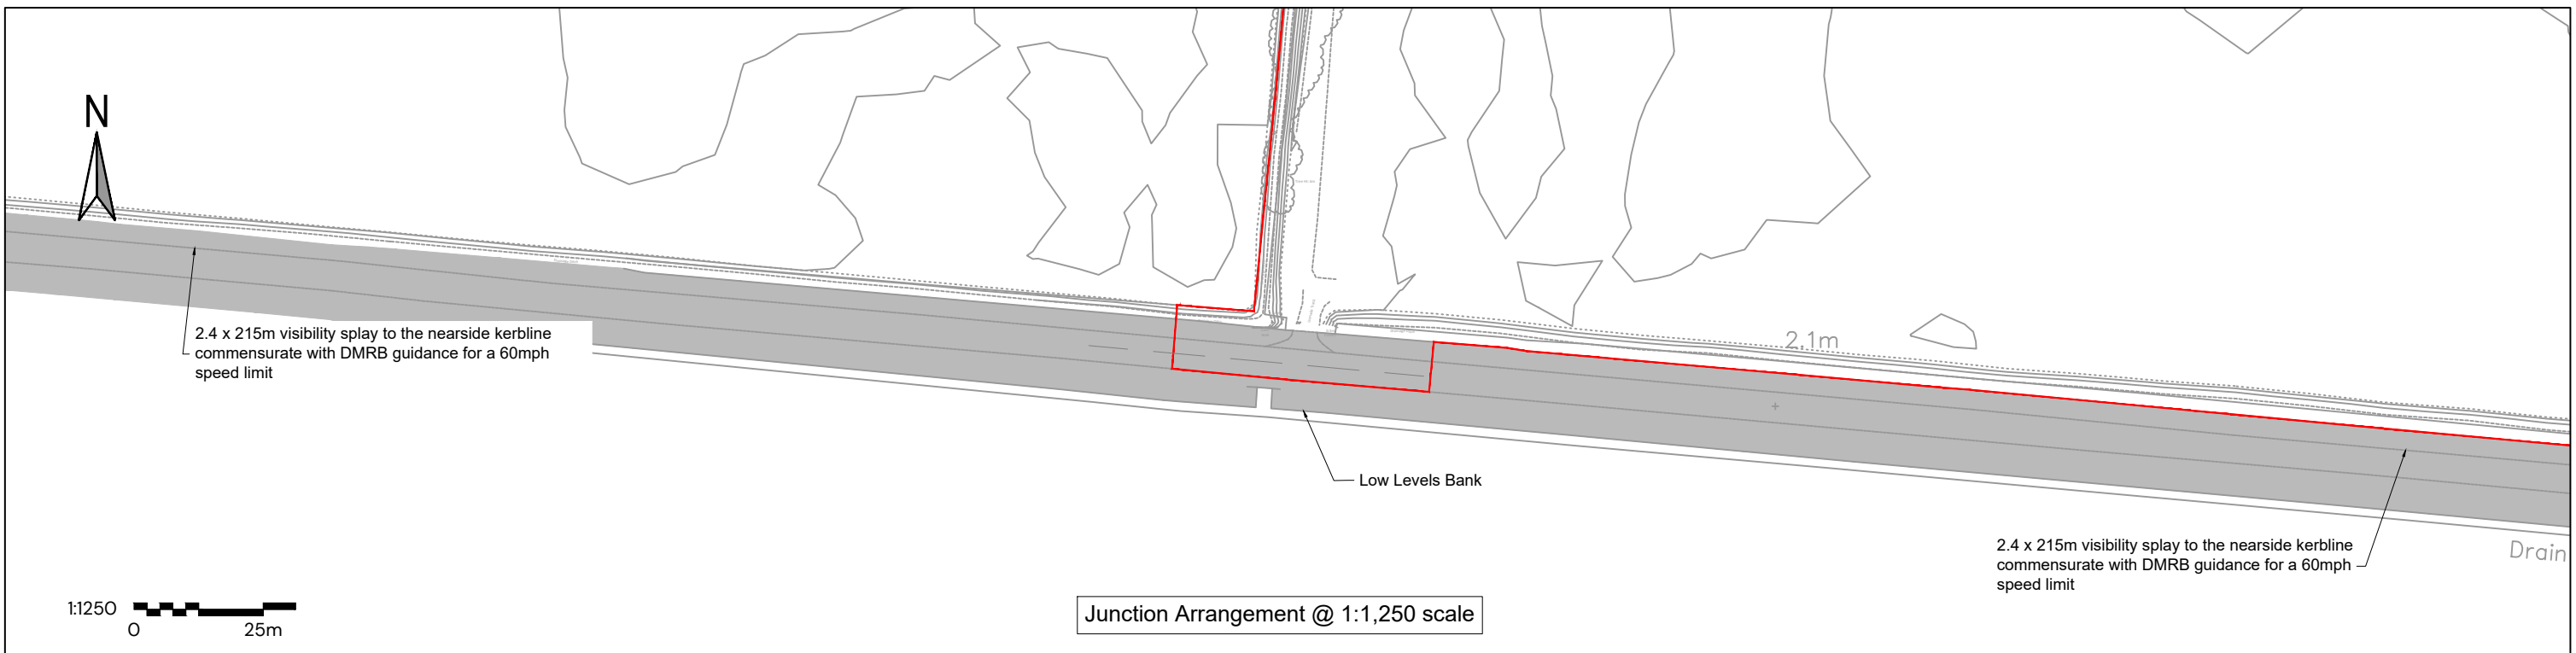 N
2.4 x 215m visibility splay to the nearside kerbline
commensurate with DMRB guidance for a 60mph
speed limit
2.1m
Low Levels Bank
2.4 x 215m visibility splay to the nearside kerbline
commensurate with DMRB guidance for a 60mph
speed limit
Drain
1:1250
0 25m
Junction Arrangement @ 1:1,250 scale